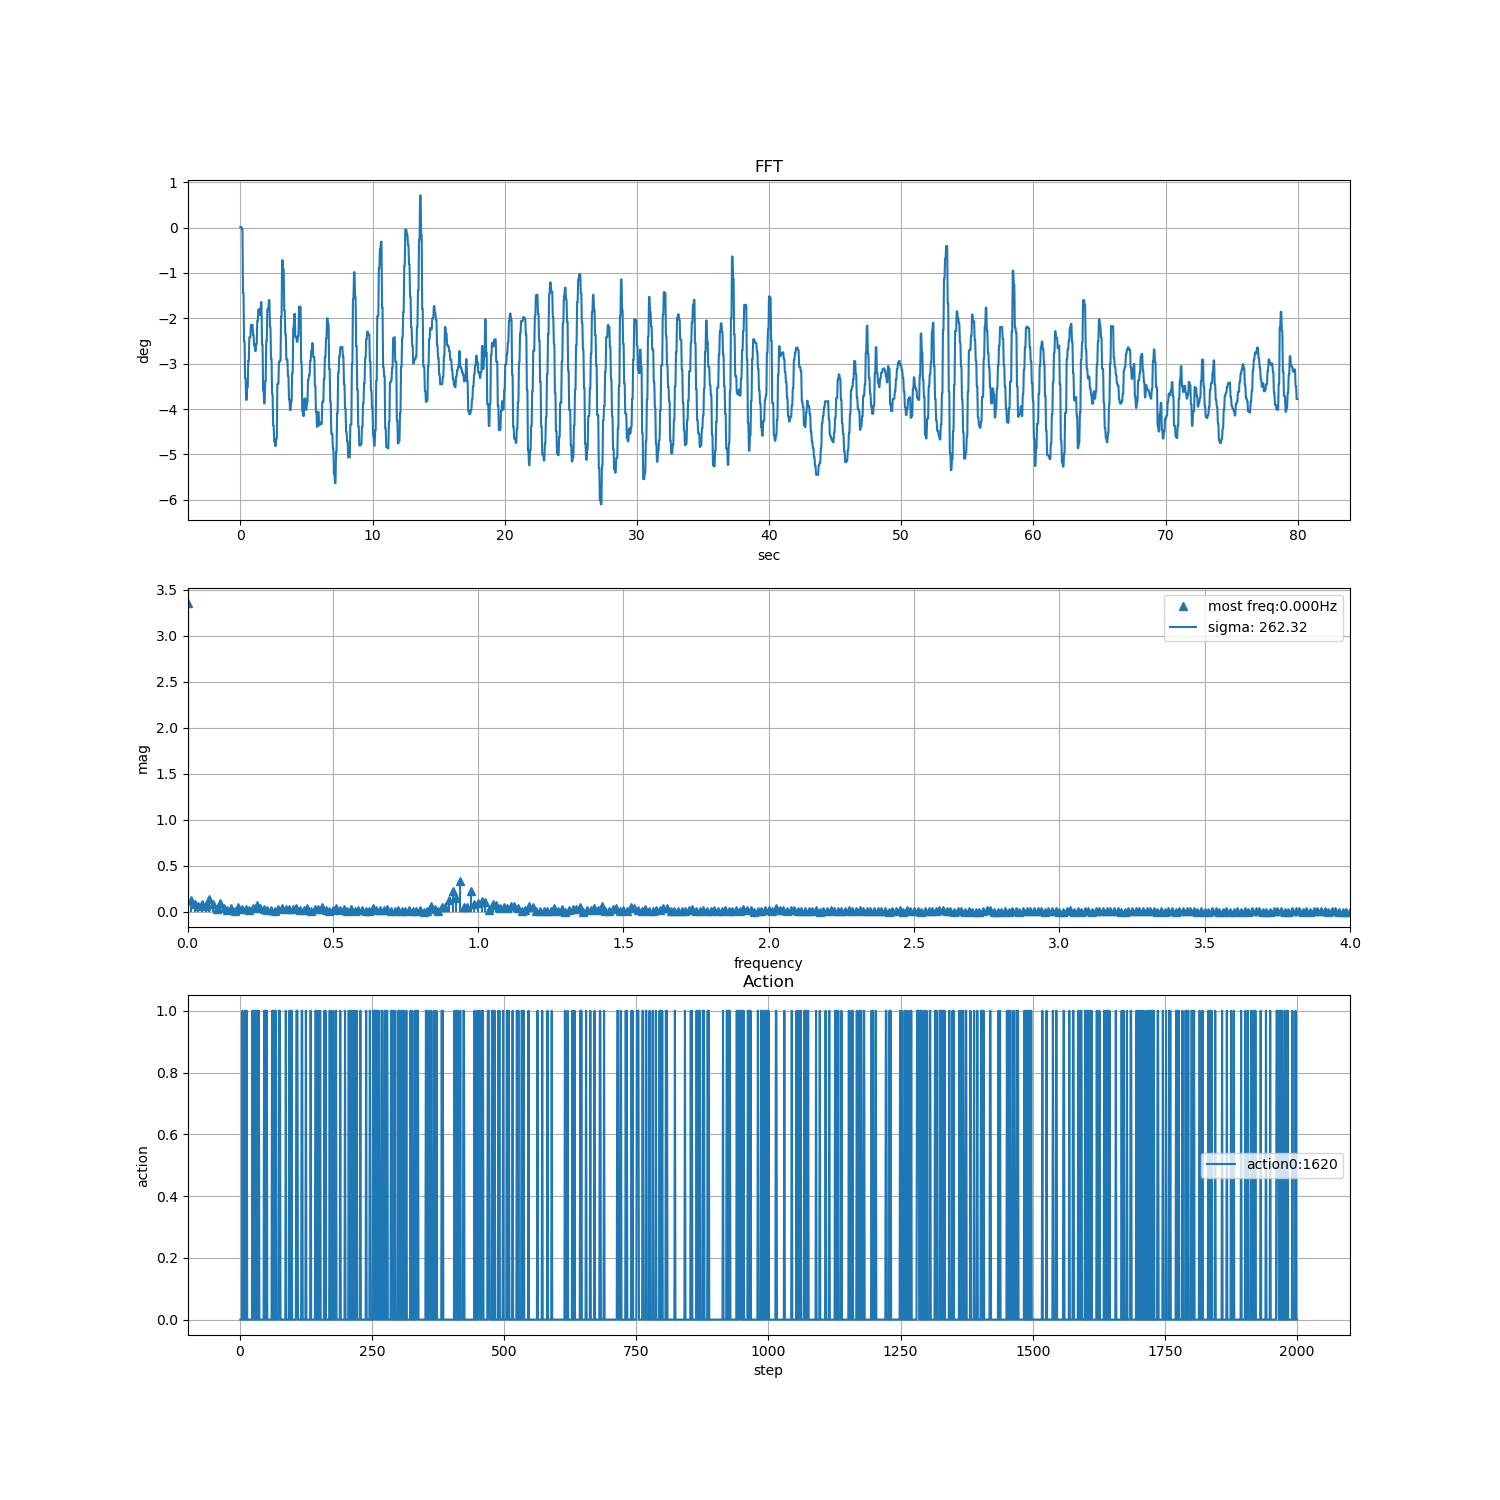 FFT
1
0
−1
−2
−3
−4
−5
−6
deg
0 10 20 30 40 50 60 70 80
sec
3.5
3.0
2.5
2.0
1.5
1.0
0.5
0.0
mag
most freq:0.000Hz
sigma: 262.32
0.0 0.5 1.0 1.5 2.0 2.5 3.0 3.5 4.0
frequency
Action
1.0
0.8
0.6
0.4
0.2
0.0
action
action0:1620
0 250 500 750 1000 1250 1500 1750 2000
step